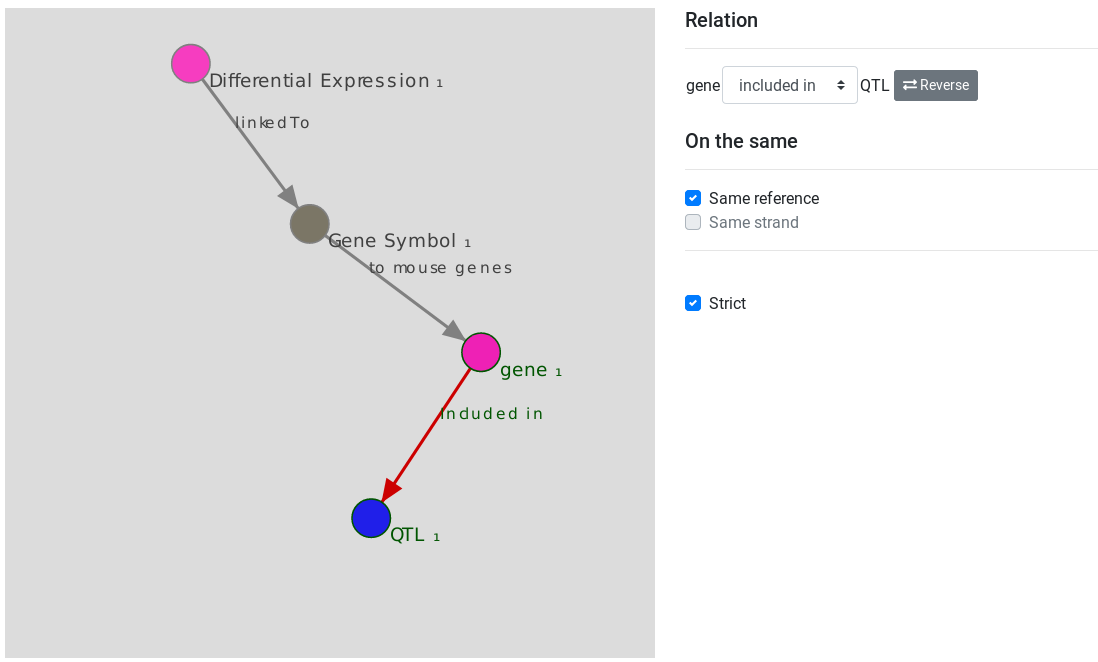 Differential Expression ₁
linkedTo
Gene Symbol ₁
to mouse genes
gene ₁
Included in
QTL ₁
Relation
gene included in QTL Reverse
On the same
Same reference
Same strand
Strict